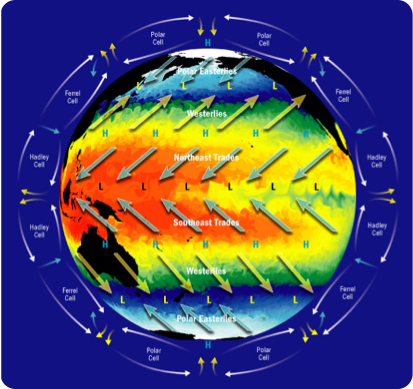 H
Polar Cell
Polar Cell
Polar Easterlies
L L L L
Ferrel Cell
Ferrel Cell
Westerlies
H H H H H
Hadley Cell
Northeast Trades
Hadley Cell
L L L L L L
Hadley Cell
Southeast Trades
Hadley Cell
H H H H H
Westerlies
Ferrel Cell
Ferrel Cell
L L L L L
Polar Easterlies
Polar Cell
H
Polar Cell